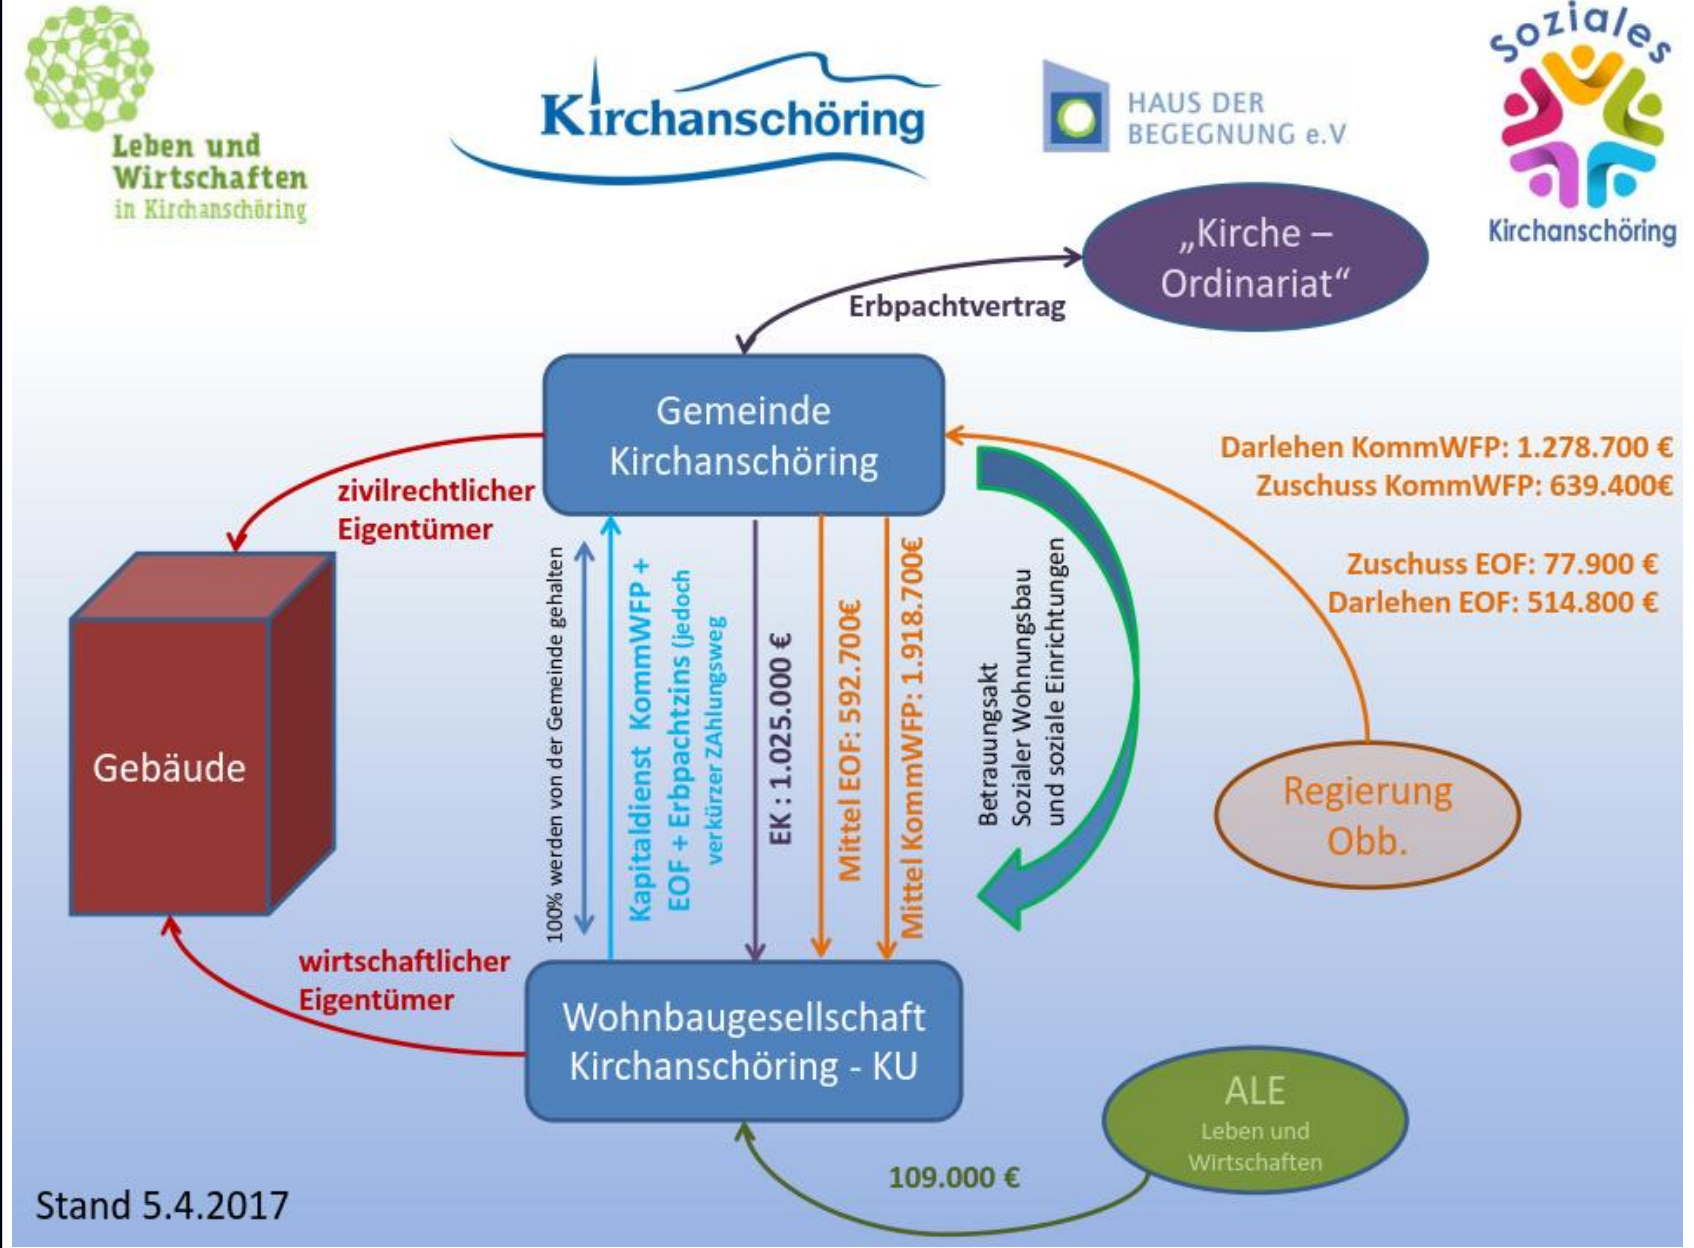 Leben und
Wirtschaften
in Kirchanschöring
Kirchanschöring
HAUS DER
BEGEGNUNG e.V
Soziales
Kirchanschöring
„Kirche –
Ordinariat“
Erbpachtvertrag
Gemeinde
Kirchanschöring
zivilrechtlicher
Eigentümer
Darlehen KommWFP: 1.278.700 €
Zuschuss KommWFP: 639.400€
Zuschuss EOF: 77.900 €
Darlehen EOF: 514.800 €
100% werden von der Gemeinde gehalten
Kapitaldienst KommWFP +
EOF + Erbpachtzins (jedoch
verkürzer ZAhlungsweg
EK : 1.025.000 €
Mittel EOF: 592.700€
Mittel KommWFP: 1.918.700€
Betrauungsakt
Sozialer Wohnungsbau
und soziale Einrichtungen
Gebäude
Regierung
Obb.
wirtschaftlicher
Eigentümer
Wohnbaugesellschaft
Kirchanschöring - KU
ALE
Leben und
Wirtschaften
109.000 €
Stand 5.4.2017